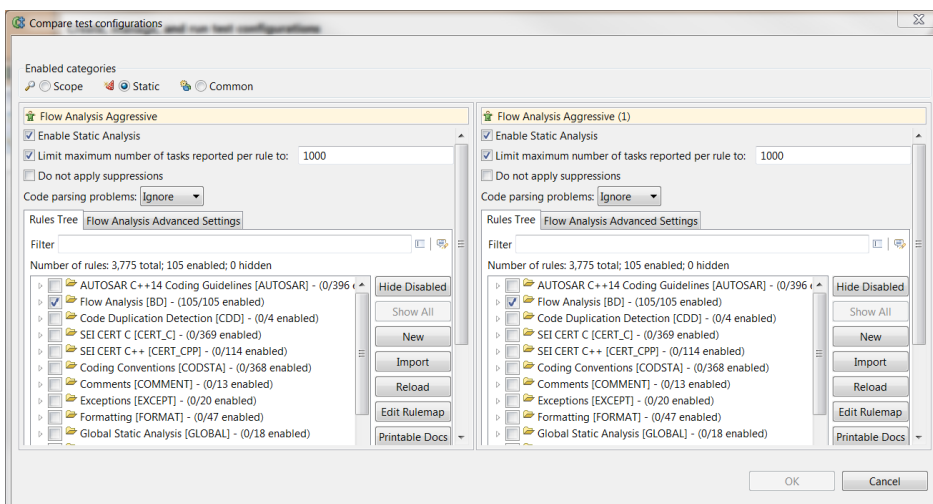 Compare test configurations
Create, manage, and run test configurations
Enabled categories
Scope Static Common
Flow Analysis Aggressive
Enable Static Analysis
Limit maximum number of tasks reported per rule to: 1000
Do not apply suppressions
Code parsing problems: Ignore
Rules Tree Flow Analysis Advanced Settings
Filter
Number of rules: 3,775 total; 105 enabled; 0 hidden
AUTOSAR C++14 Coding Guidelines [AUTOSAR] - (0/396 e
Flow Analysis [BD] - (105/105 enabled)
Code Duplication Detection [CDD] - (0/4 enabled)
SEI CERT C [CERT_C] - (0/369 enabled)
SEI CERT C++ [CERT_CPP] - (0/114 enabled)
Coding Conventions [CODSTA] - (0/368 enabled)
Comments [COMMENT] - (0/13 enabled)
Exceptions [EXCEPT] - (0/20 enabled)
Formatting [FORMAT] - (0/47 enabled)
Global Static Analysis [GLOBAL] - (0/18 enabled)
Hide Disabled
Show All
New
Import
Reload
Edit Rulemap
Printable Docs
Flow Analysis Aggressive (1)
Enable Static Analysis
Limit maximum number of tasks reported per rule to: 1000
Do not apply suppressions
Code parsing problems: Ignore
Rules Tree Flow Analysis Advanced Settings
Filter
Number of rules: 3,775 total; 105 enabled; 0 hidden
AUTOSAR C++14 Coding Guidelines [AUTOSAR] - (0/396 e
Flow Analysis [BD] - (105/105 enabled)
Code Duplication Detection [CDD] - (0/4 enabled)
SEI CERT C [CERT_C] - (0/369 enabled)
SEI CERT C++ [CERT_CPP] - (0/114 enabled)
Coding Conventions [CODSTA] - (0/368 enabled)
Comments [COMMENT] - (0/13 enabled)
Exceptions [EXCEPT] - (0/20 enabled)
Formatting [FORMAT] - (0/47 enabled)
Global Static Analysis [GLOBAL] - (0/18 enabled)
Hide Disabled
Show All
New
Import
Reload
Edit Rulemap
Printable Docs
OK Cancel